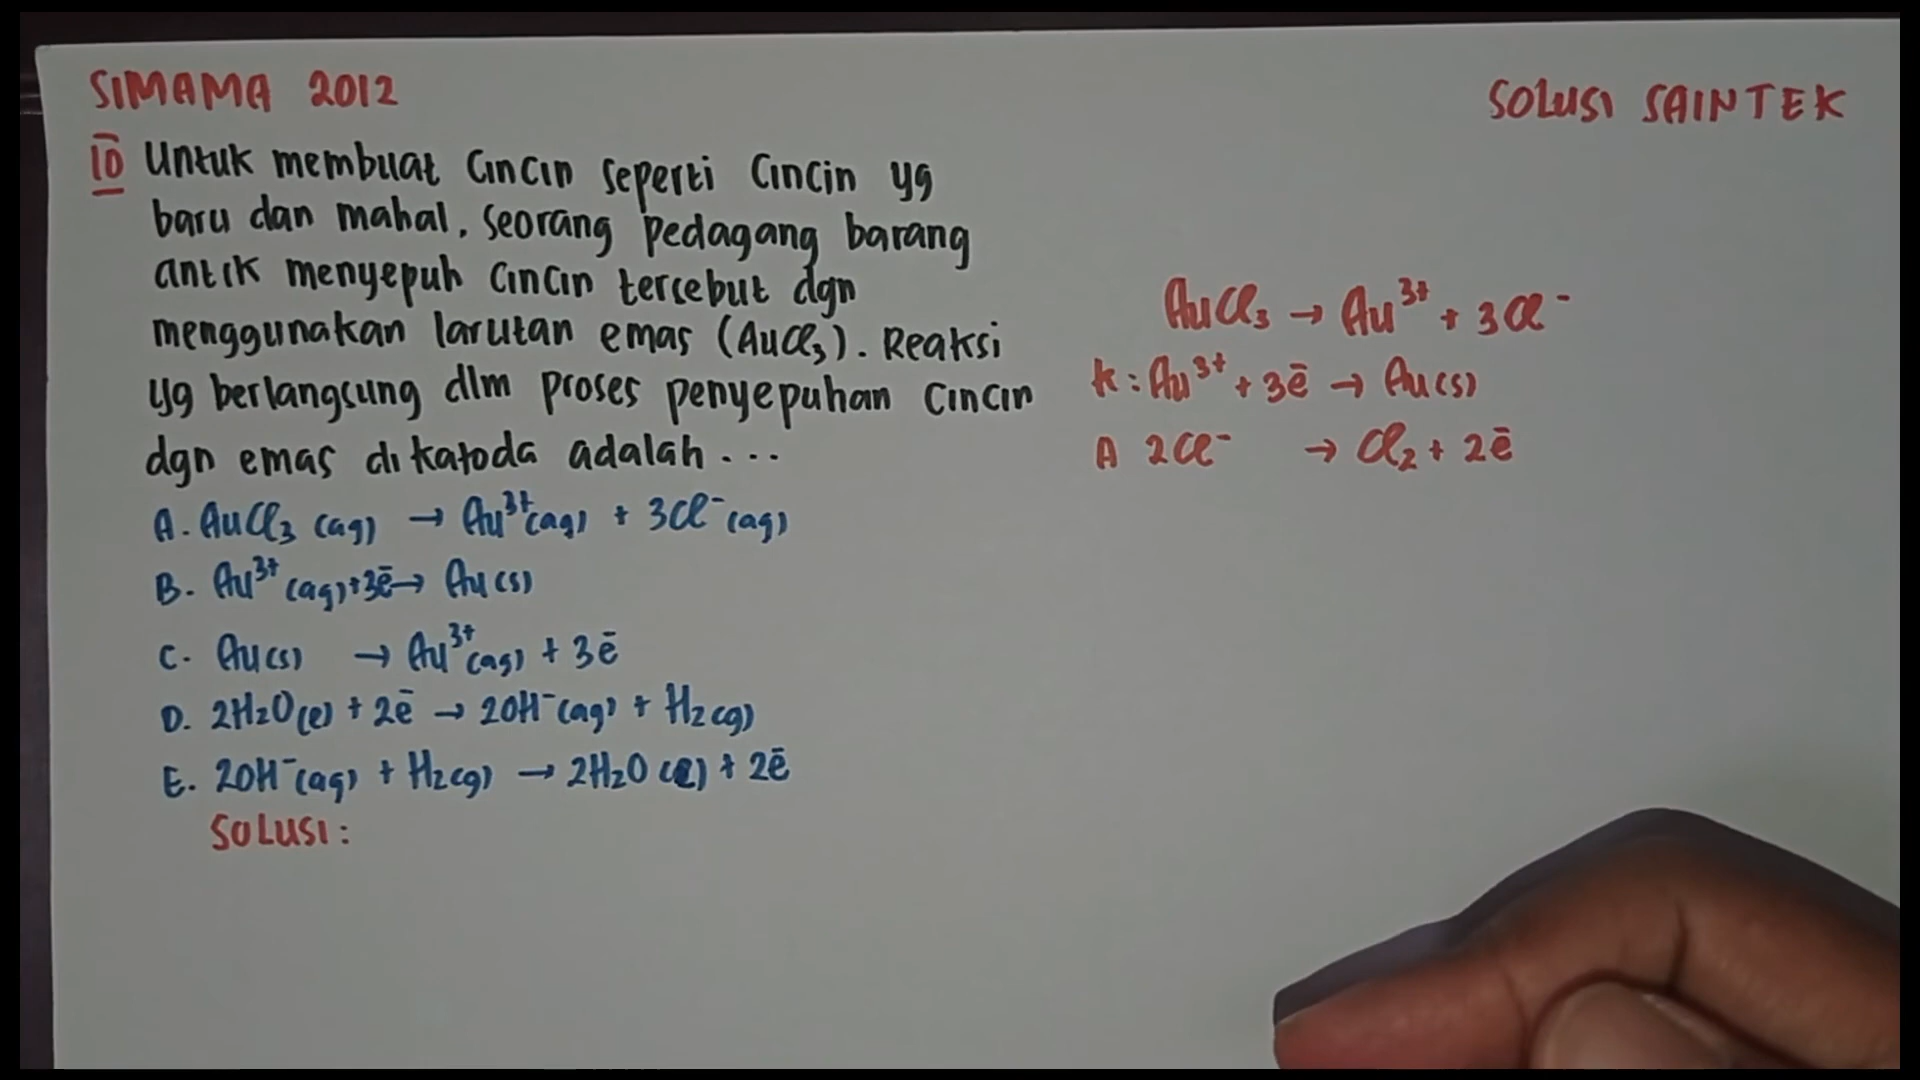 SIMAMA 2012
SOLUSI SAINTEK
10 Untuk membuat Cincin seperti Cincin yg
baru dan mahal, seorang pedagang barang
antik menyepuh cincin tersebut dgn
menggunakan larutan emas (AuCl₃). Reaksi
yg berlangsung dlm proses penyepuhan cincin
dgn emas di katoda adalah ...
A. AuCl₃ (aq) → Au³⁺(aq) + 3Cl⁻(aq)
B. Au³⁺ (aq)+3ē → Au(s)
C. Au(s) → Au³⁺(aq) + 3ē
D. 2H₂O(l) + 2ē → 2OH⁻(aq) + H₂(g)
E. 2OH⁻(aq) + H₂(g) → 2H₂O(l) + 2ē
SOLUSI:
AuCl₃ → Au³⁺ + 3Cl⁻
K: Au³⁺ + 3ē → Au(s)
A 2Cl⁻ → Cl₂ + 2ē